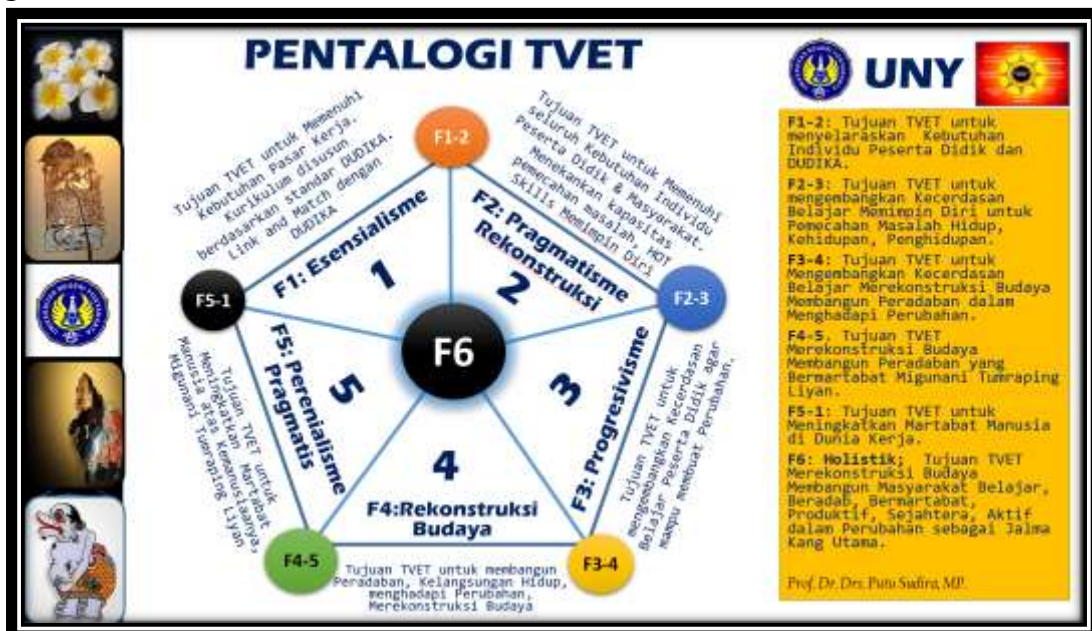 PENTALOGI TVET
UNY
F1-2
Tujuan TVET untuk Memenuhi
Kebutuhan Pasar Kerja.
Kurikulum disusun
berdasarkan standar DUDIKA.
Link and Match dengan
DUDIKA
F1: Esensialisme
1
Tujuan TVET untuk Memenuhi
seluruh Kebutuhan Individu
Peserta Didik & Masyarakat.
Menekankan kapasitas
pemecahan masalah, HOT
Skills Memimpin Diri
F2: Pragmatisme
Rekonstruksi
2
F2-3
Tujuan TVET untuk
mengembangkan Kecerdasan
Belajar Peserta Didik agar
mampu membuat Perubahan.
F3: Progresivisme
3
F3-4
4
F4:Rekonstruksi
Budaya
Tujuan TVET untuk membangun
Peradaban, Kelangsungan Hidup,
menghadapi Perubahan,
Merekonstruksi Budaya
F4-5
F5: Perenialisme
Pragmatis
5
Tujuan TVET untuk
Meningkatkan Martabat
Manusia atas Kemanusiaanya,
Migunani Tumraping Liyan
F5-1
F6
F1-2: Tujuan TVET untuk
menyelaraskan Kebutuhan
Individu Peserta Didik dan
DUDIKA.
F2-3: Tujuan TVET untuk
mengembangkan Kecerdasan
Belajar Memimpin Diri untuk
Pemecahan Masalah Hidup,
Kehidupan, Penghidupan.
F3-4: Tujuan TVET untuk
Mengembangkan Kecerdasan
Belajar Merekonstruksi Budaya
Membangun Peradaban dalam
Menghadapi Perubahan.
F4-5. Tujuan TVET
Merekonstruksi Budaya
Membangun Peradaban yang
Bermartabat Migunani Tumraping
Liyan.
F5-1: Tujuan TVET untuk
Meningkatkan Martabat Manusia
di Dunia Kerja.
F6: Holistik; Tujuan TVET
Merekonstruksi Budaya
Membangun Masyarakat Belajar,
Beradab, Bermartabat,
Produktif, Sejahtera, Aktif
dalam Perubahan sebagai Jalma
Kang Utama.
Prof. Dr. Drs. Putu Sudira, MP.